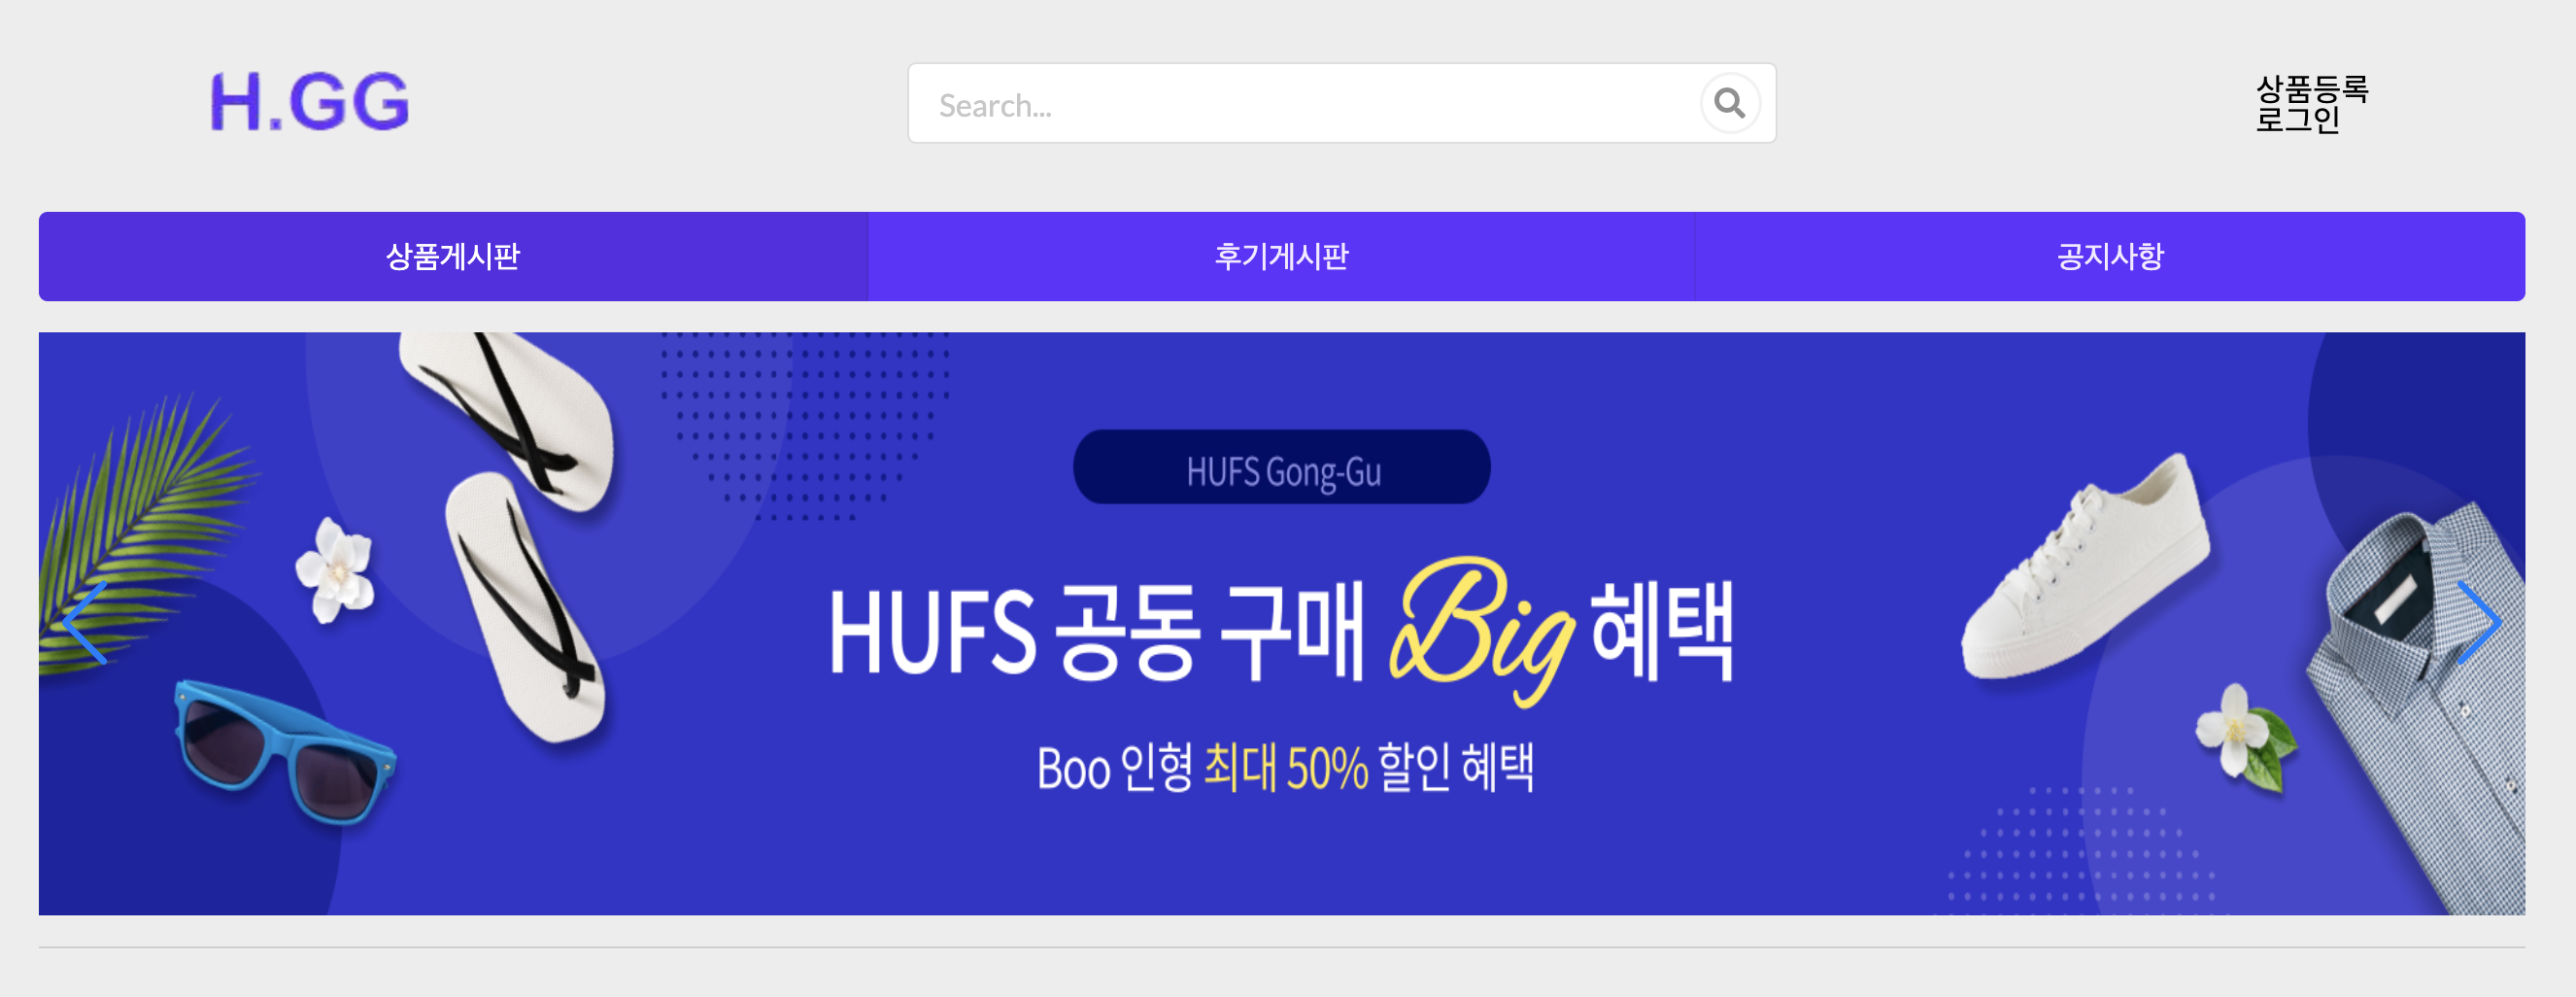 H.GG
Search...
상품등록
로그인
상품게시판
후기게시판
공지사항
HUFS Gong-Gu
HUFS 공동 구매 Big 혜택
Boo 인형 최대 50% 할인 혜택